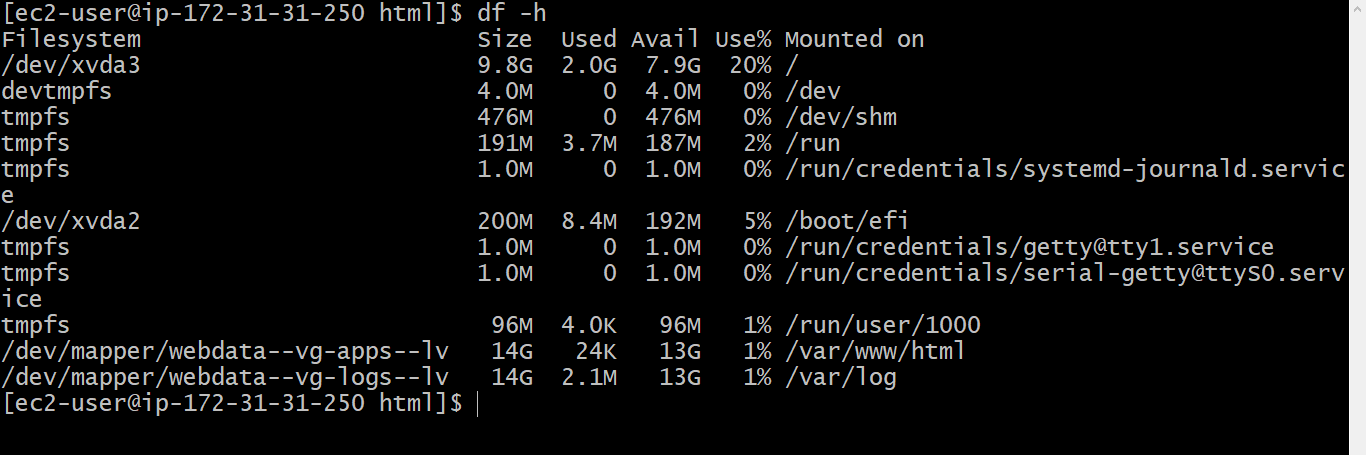 [ec2-user@ip-172-31-31-250 html]$ df -h
Filesystem                        Size  Used Avail Use% Mounted on
/dev/xvda3                        9.8G  2.0G  7.9G  20% /
devtmpfs                          4.0M     0  4.0M   0% /dev
tmpfs                             476M     0  476M   0% /dev/shm
tmpfs                             191M  3.7M  187M   2% /run
tmpfs                             1.0M     0  1.0M   0% /run/credentials/systemd-journald.servic
e
/dev/xvda2                        200M  8.4M  192M   5% /boot/efi
tmpfs                             1.0M     0  1.0M   0% /run/credentials/getty@tty1.service
tmpfs                             1.0M     0  1.0M   0% /run/credentials/serial-getty@ttyS0.serv
ice
tmpfs                              96M  4.0K   96M   1% /run/user/1000
/dev/mapper/webdata--vg-apps--lv   14G   24K   13G   1% /var/www/html
/dev/mapper/webdata--vg-logs--lv   14G  2.1M   13G   1% /var/log
[ec2-user@ip-172-31-31-250 html]$